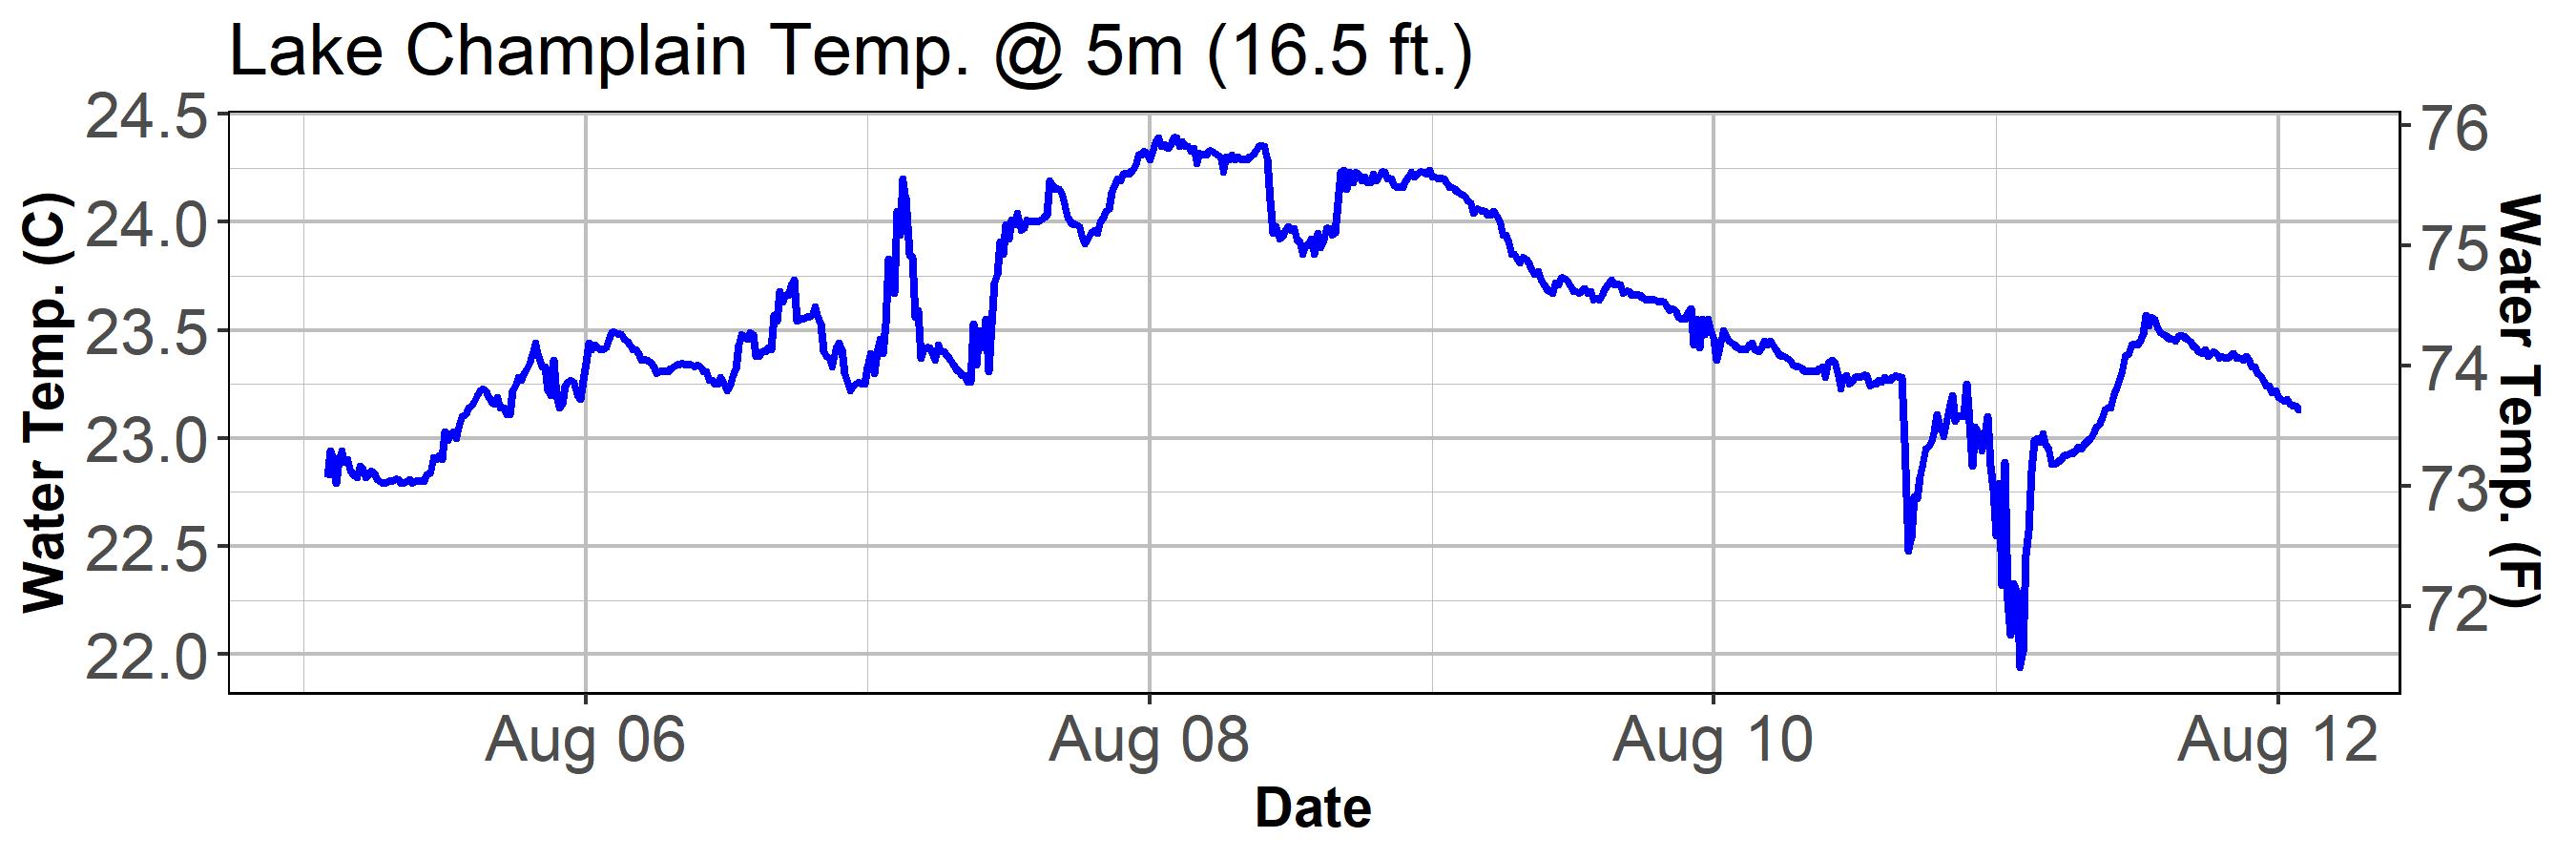 Lake Champlain Temp. @ 5m (16.5 ft.)
Water Temp. (C)
24.5
24.0
23.5
23.0
22.5
22.0
76
75
74
73
72
Water Temp. (F)
Aug 06 Aug 08 Aug 10 Aug 12
Date